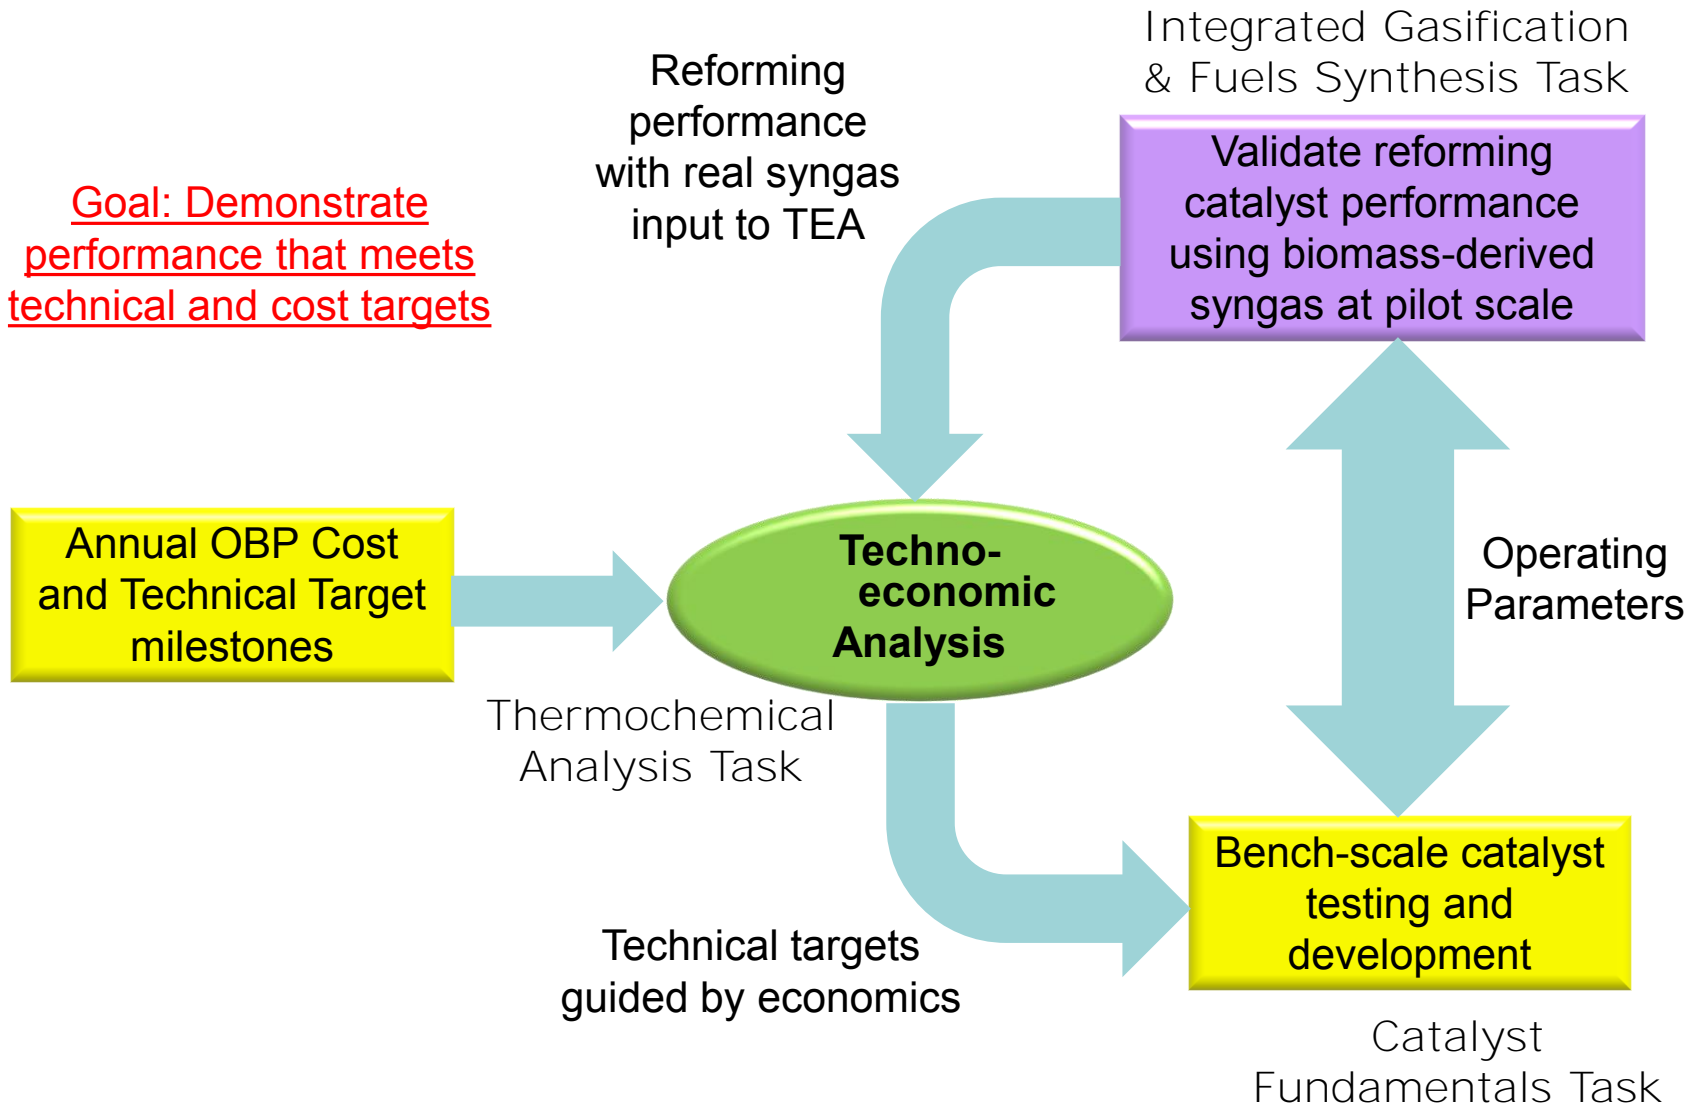 Integrated Gasification
& Fuels Synthesis Task
Reforming
performance
with real syngas
input to TEA
Validate reforming
catalyst performance
using biomass-derived
syngas at pilot scale
Goal: Demonstrate
performance that meets
technical and cost targets
Annual OBP Cost
and Technical Target
milestones
Techno-
economic
Analysis
Operating
Parameters
Thermochemical
Analysis Task
Bench-scale catalyst
testing and
development
Technical targets
guided by economics
Catalyst
Fundamentals Task